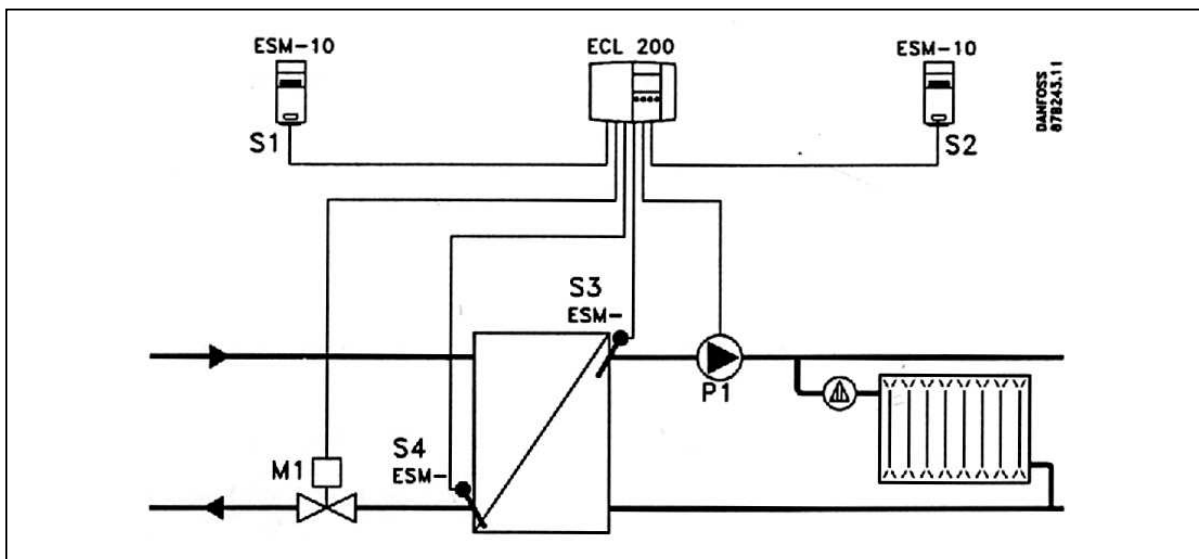 ESM-10
ECL 200
ESM-10
DANFOSS
87B243.11
S1
S2
S3
ESM-
P1
S4
ESM-
M1